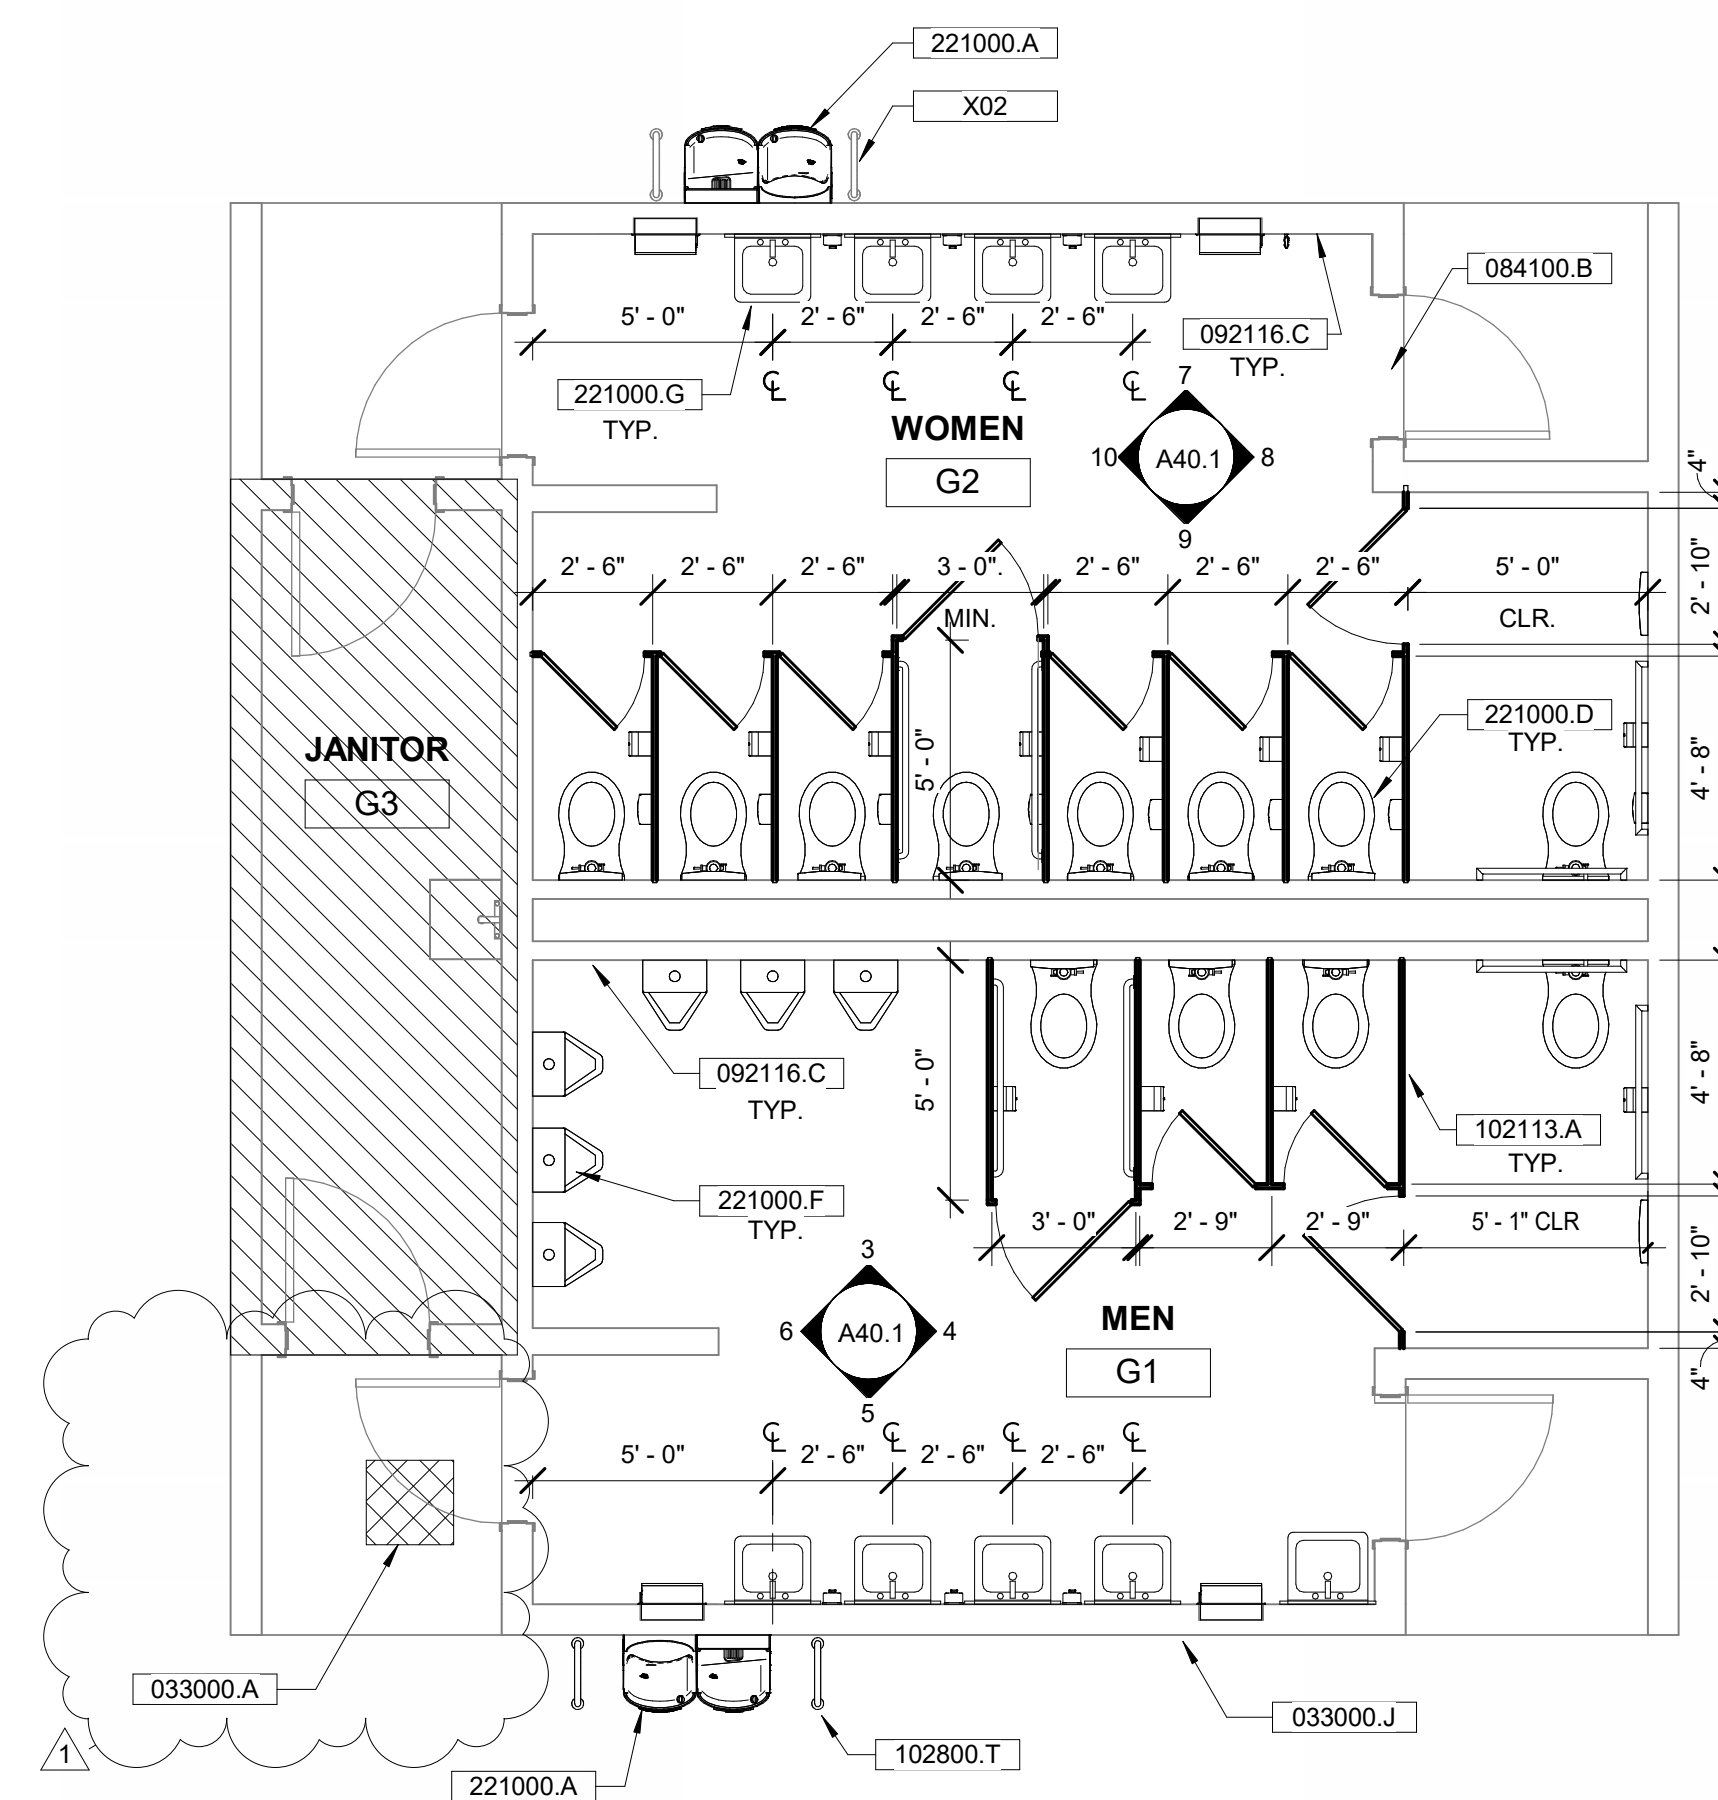 221000.A
X02
084100.B
5' - 0" 2' - 6" 2' - 6" 2' - 6"
092116.C
TYP.
℄ ℄ ℄ ℄
221000.G
TYP.
WOMEN
G2
7
10 A40.1 8
9
4"
2' - 6" 2' - 6" 2' - 6" 3 - 0". 2' - 6" 2' - 6" 2' - 6" 5' - 0"
MIN. CLR.
2' - 10"
221000.D
TYP.
JANITOR
G3
5' - 0"
4' - 8"
092116.C
TYP.
5' - 0"
4' - 8"
102113.A
TYP.
221000.F
TYP.
3' - 0" 2' - 9" 2' - 9" 5' - 1" CLR
2' - 10"
3
6 A40.1 4
5
MEN
G1
4"
℄ ℄ ℄ ℄
5' - 0" 2' - 6" 2' - 6" 2' - 6"
033000.A
033000.J
1
102800.T
221000.A